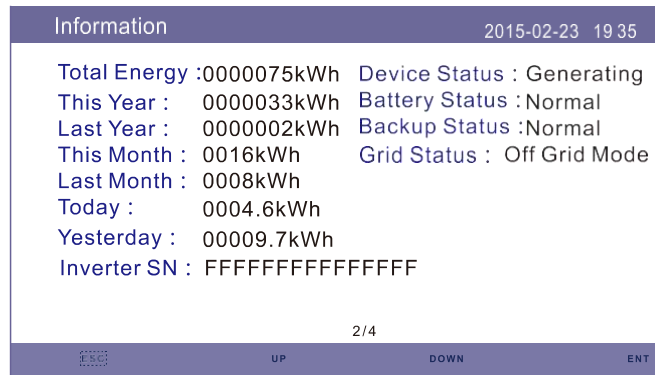 Information 2015-02-23 19 35
Total Energy :0000075kWh Device Status : Generating
This Year : 0000033kWh Battery Status :Normal
Last Year : 0000002kWh Backup Status :Normal
This Month : 0016kWh Grid Status : Off Grid Mode
Last Month : 0008kWh
Today : 0004.6kWh
Yesterday : 00009.7kWh
Inverter SN : FFFFFFFFFFFFFFF
2/4
ESC UP DOWN ENT